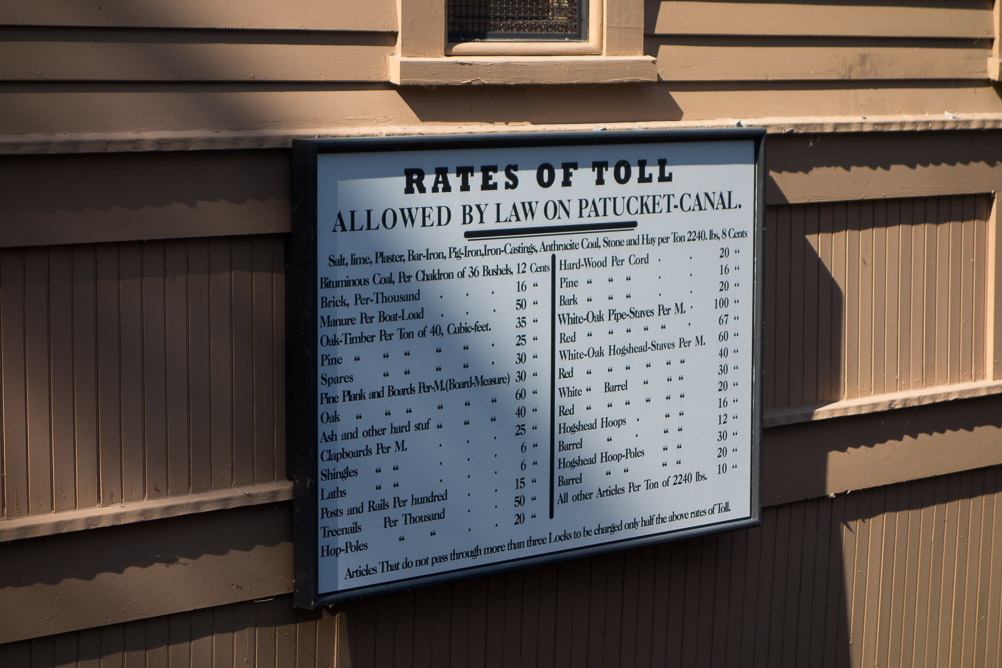 RATES OF TOLL
ALLOWED BY LAW ON PATUCKET-CANAL.
Salt, lime, Plaster, Bar-Iron, Pig-Iron,Iron-Castings, Anthracite Coal, Stone and Hay per Ton 2240. lbs, 8 Cents
Bituminous Coal, Per Chaldron of 36 Bushels, 12 Cents
Brick, Per-Thousand . . . 16 “
Manure Per Boat-Load . . . 50 “
Oak-Timber Per Ton of 40, Cubic-feet. 35 “
Pine “ “ “ “ “ 25 “
Spares “ “ “ “ 30 “
Pine Plank and Boards Per-M.(Board-Measure) 30 “
Oak “ “ “ “ “ “ 60 “
Ash and other hard stuf “ “ “ 40 “
Clapboards Per M. . . . 25 “
Shingles “ “ . . . 6 “
Laths “ “ . . . 6 “
Posts and Rails Per hundred . . 15 “
Treenails Per Thousand . . 50 “
Hop-Poles “ “ . . 20 “
Hard-Wood Per Cord . . 20 “
Pine “ “ “ . . 16 “
Bark “ “ “ . . 20 “
White-Oak Pipe-Staves Per M. . 100 “
Red “ “ “ “ “ . 67 “
White-Oak Hogshead-Staves Per M. 60 “
Red “ “ “ “ “ 40 “
White “ Barrel “ “ “ 30 “
Red “ “ “ “ “ “ 20 “
Hogshead Hoops . “ “ 16 “
Barrel “ . “ “ 12 “
Hogshead Hoop-Poles “ “ 30 “
Barrel “ “ “ “ 20 “
All other Articles Per Ton of 2240 lbs. 10 “
Articles That do not pass through more than three Locks to be charged only half the above rates of Toll.